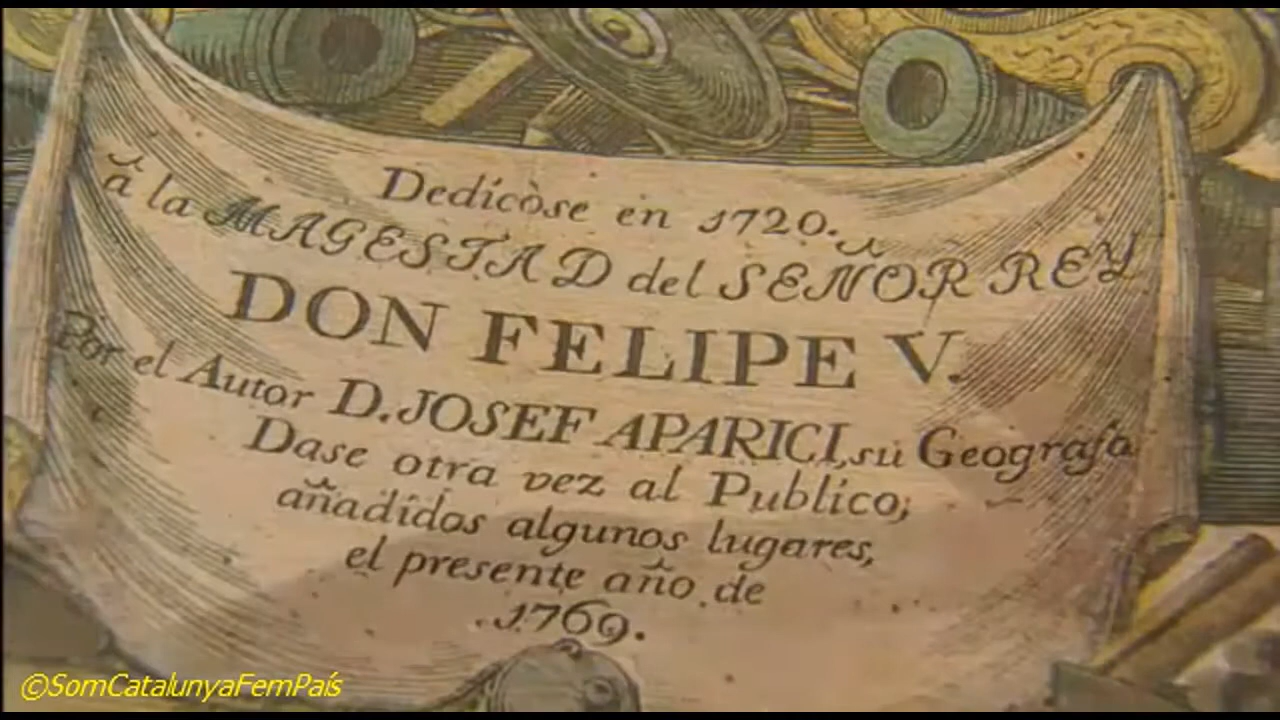 Dedicòse en 1720.
â la MAGESTAD del SEÑOR REY
DON FELIPE V.
Por el Autor D. JOSEF APARICI, sù Geografo
Dase otra vez al Publico;
añadidos algunos lugares,
el presente año de
.1769.
©SomCatalunyaFemPaís